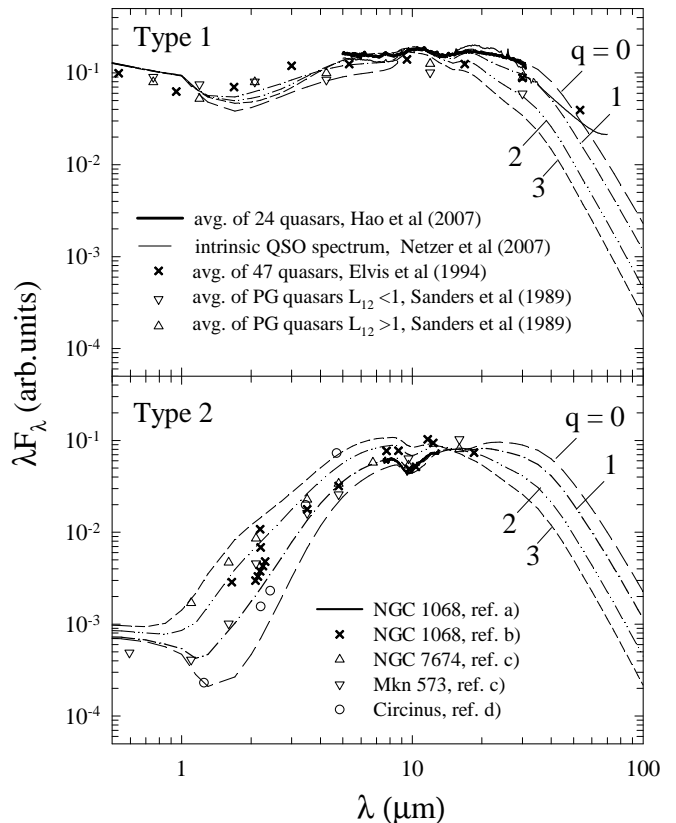 Type 1
q = 0
1
2
3
10⁻¹
10⁻²
10⁻³
10⁻⁴
avg. of 24 quasars, Hao et al (2007)
intrinsic QSO spectrum, Netzer et al (2007)
avg. of 47 quasars, Elvis et al (1994)
avg. of PG quasars L₁₂ <1, Sanders et al (1989)
avg. of PG quasars L₁₂ >1, Sanders et al (1989)
λF_λ (arb.units)
Type 2
q = 0
1
2
3
10⁰
10⁻¹
10⁻²
10⁻³
10⁻⁴
NGC 1068, ref. a)
NGC 1068, ref. b)
NGC 7674, ref. c)
Mkn 573, ref. c)
Circinus, ref. d)
1
10
100
λ (μm)